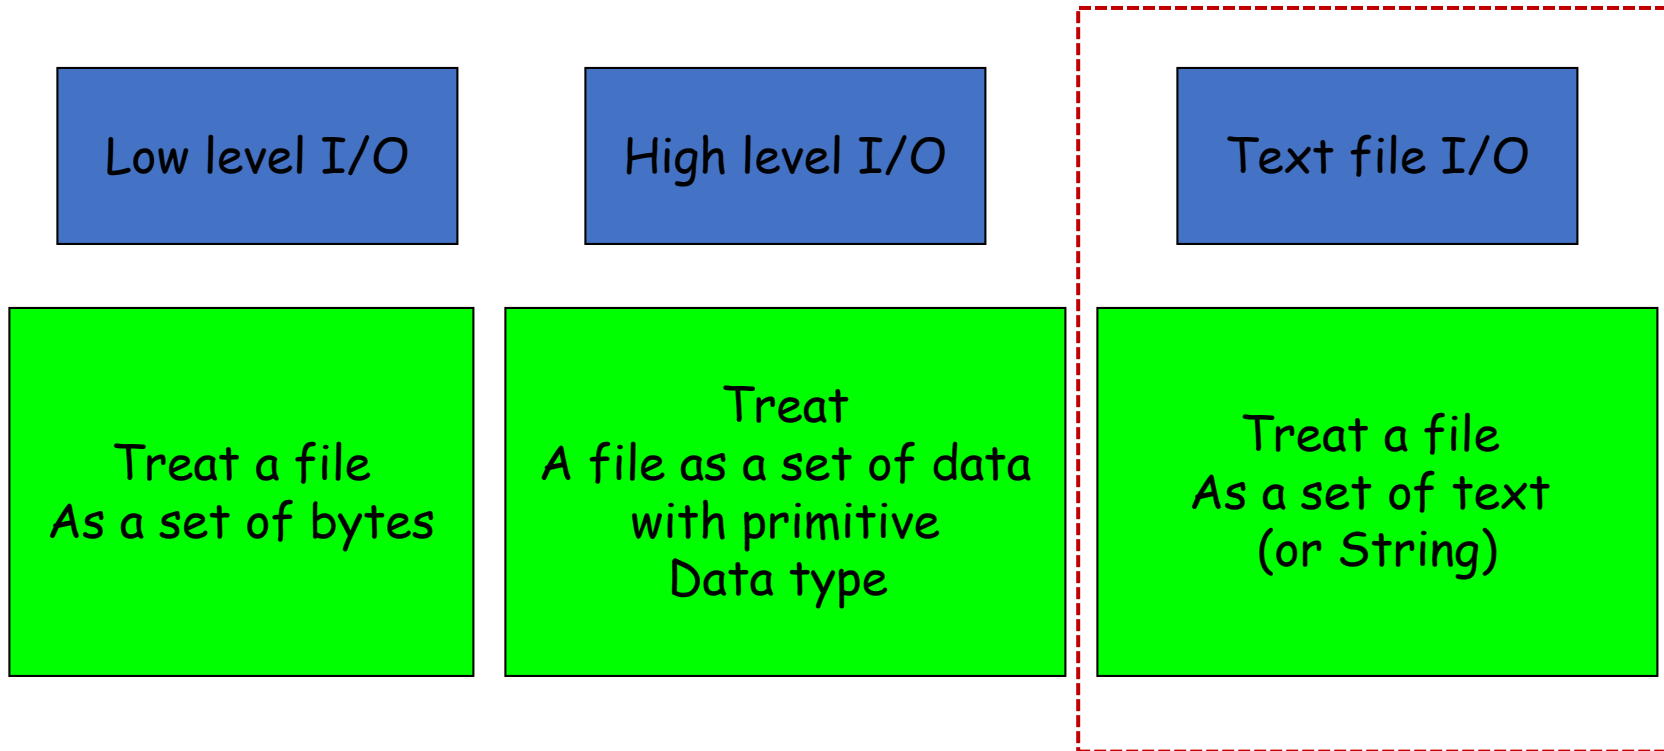 Low level I/O
High level I/O
Text file I/O
Treat a file
As a set of bytes
Treat
A file as a set of data
with primitive
Data type
Treat a file
As a set of text
(or String)